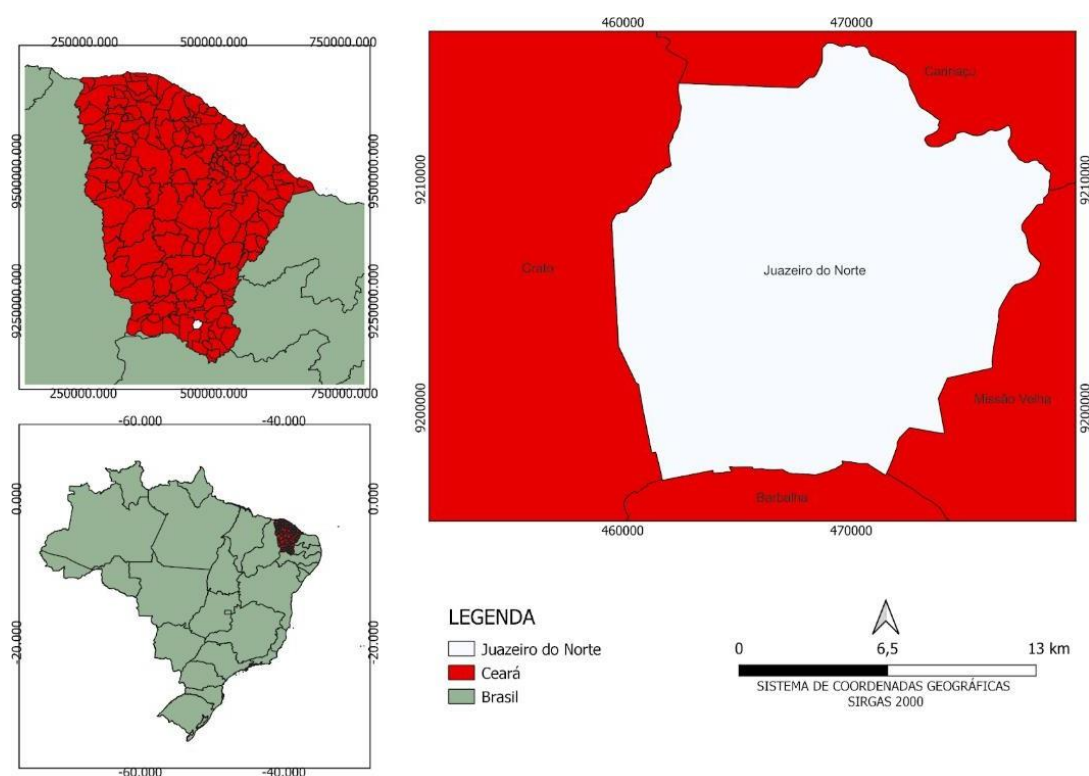 250000.000 500000.000 750000.000
9500000.000
9250000.000
9500000.000
9250000.000
250000.000 500000.000 750000.000
-60.000 -40.000
0.000
-20.000
0.000
-20.000
-60.000 -40.000
460000 470000
9210000
9200000
Caririaçu
Crato
Juazeiro do Norte
Missão Velha
Barbalha
9210000
9200000
460000 470000
LEGENDA
Juazeiro do Norte
Ceará
Brasil
0 6,5 13 km
SISTEMA DE COORDENADAS GEOGRÁFICAS
SIRGAS 2000